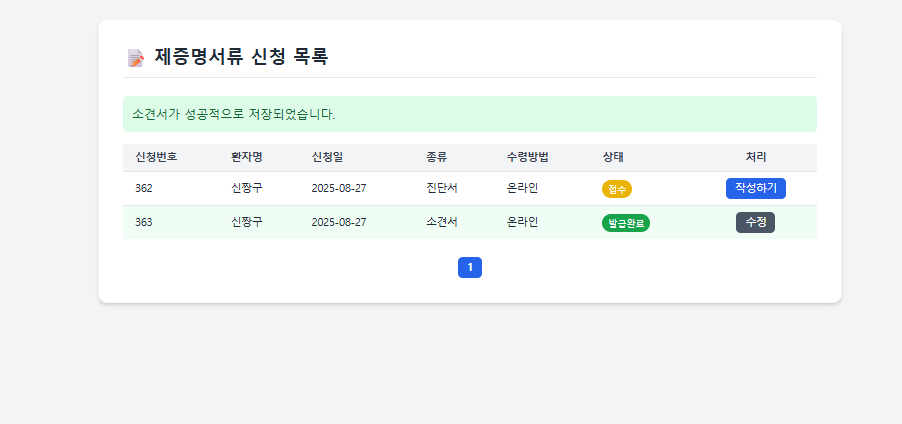 제증명서류 신청 목록
소견서가 성공적으로 저장되었습니다.
신청번호 환자명 신청일 종류 수령방법 상태 처리
362 신짱구 2025-08-27 진단서 온라인 접수 작성하기
363 신짱구 2025-08-27 소견서 온라인 발급완료 수정
1